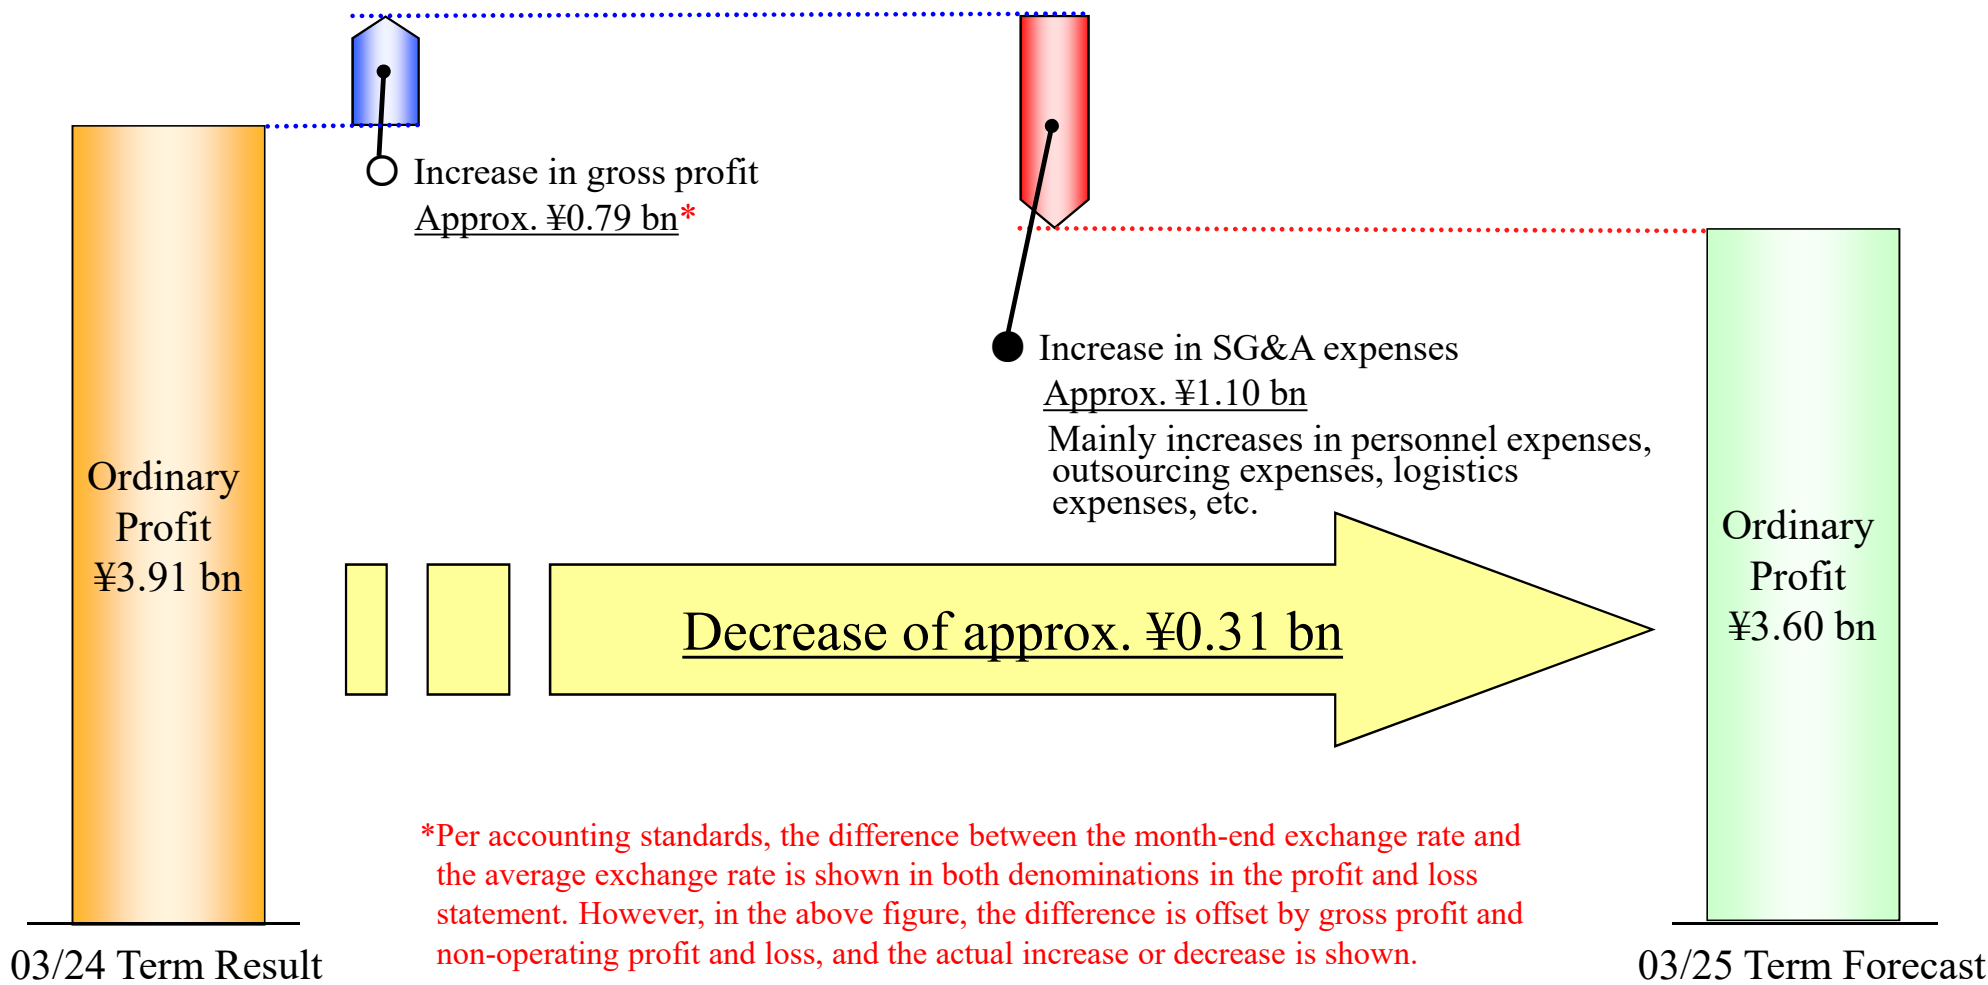 Increase in gross profit
Approx. ¥0.79 bn*
Increase in SG&A expenses
Approx. ¥1.10 bn
Mainly increases in personnel expenses,
outsourcing expenses, logistics
expenses, etc.
Ordinary
Profit
¥3.91 bn
Decrease of approx. ¥0.31 bn
Ordinary
Profit
¥3.60 bn
*Per accounting standards, the difference between the month-end exchange rate and
the average exchange rate is shown in both denominations in the profit and loss
statement. However, in the above figure, the difference is offset by gross profit and
non-operating profit and loss, and the actual increase or decrease is shown.
03/24 Term Result
03/25 Term Forecast